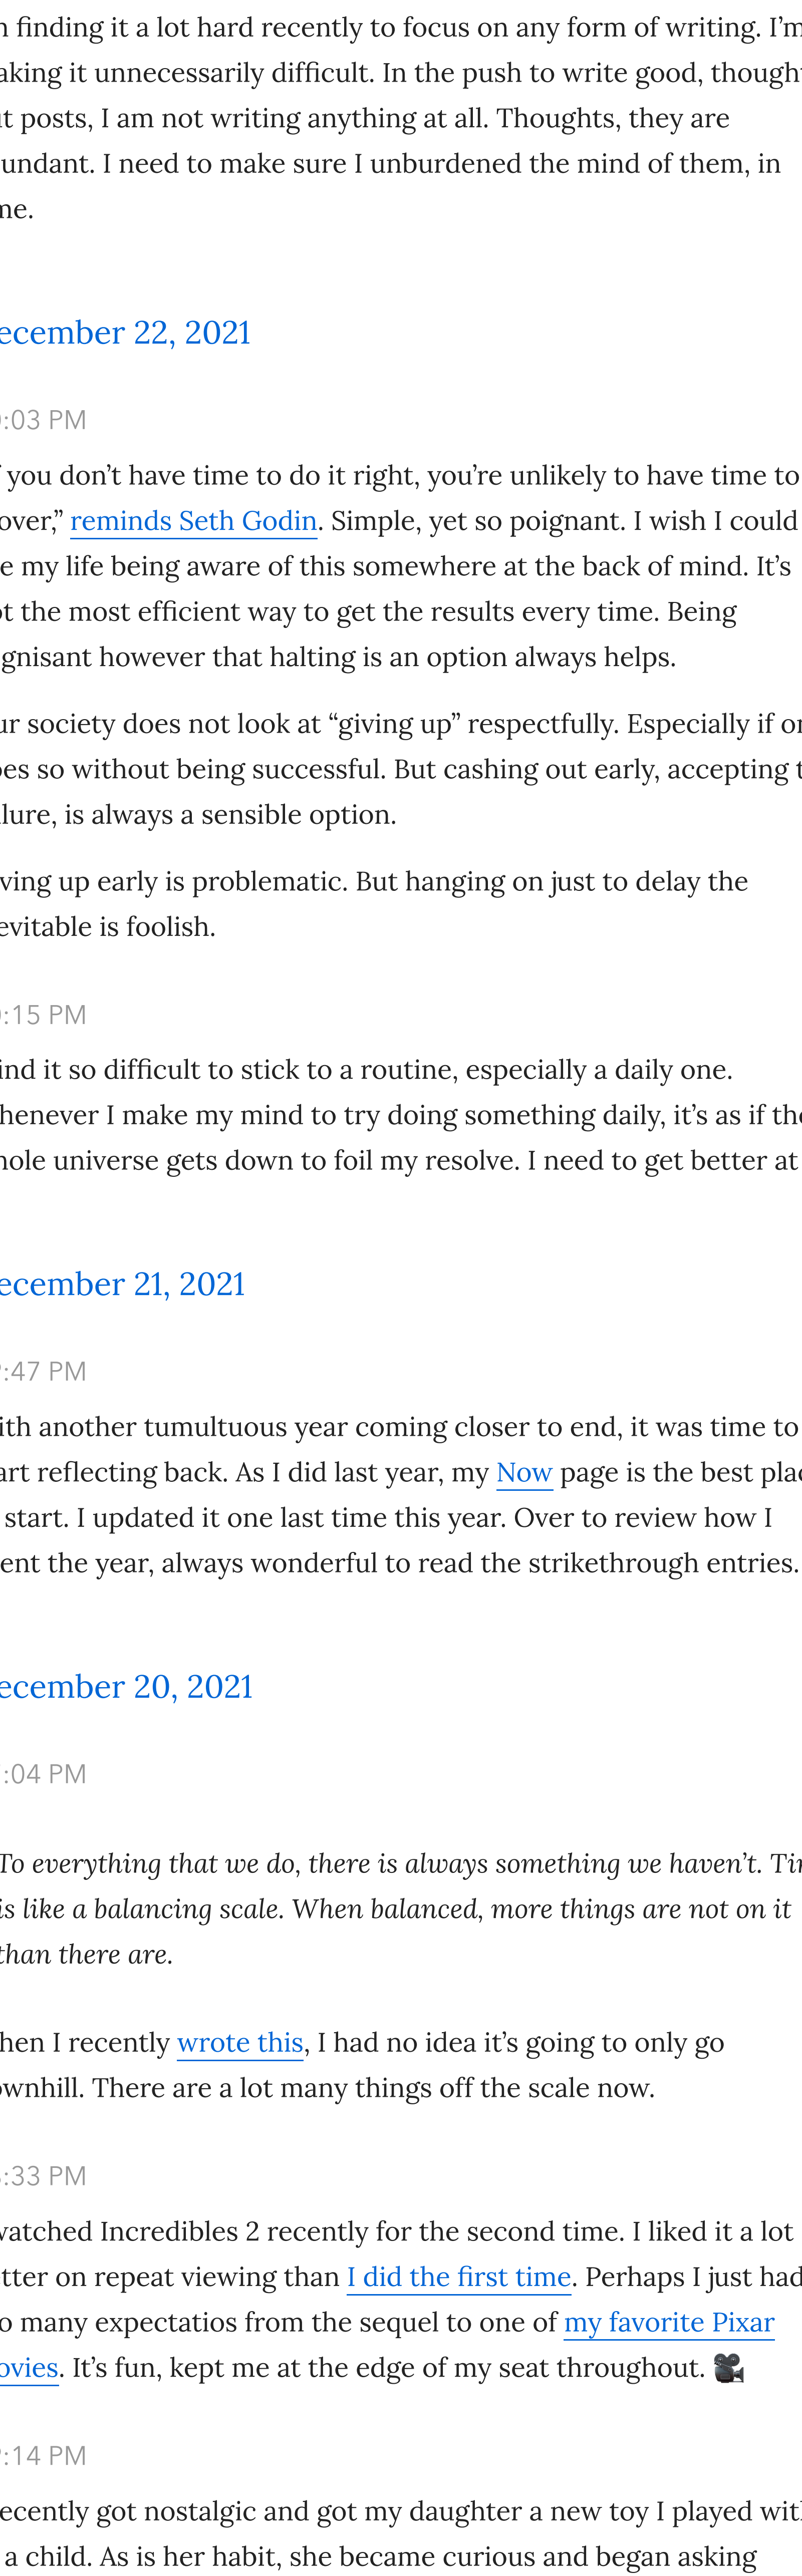 finding it a lot hard recently to focus on any form of writing. I’m
aking it unnecessarily difficult. In the push to write good, though
t posts, I am not writing anything at all. Thoughts, they are
undant. I need to make sure I unburdened the mind of them, in
me.
ecember 22, 2021
:03 PM
you don’t have time to do it right, you’re unlikely to have time to
over,” reminds Seth Godin. Simple, yet so poignant. I wish I could
e my life being aware of this somewhere at the back of mind. It’s
ot the most efficient way to get the results every time. Being
gnisant however that halting is an option always helps.
ur society does not look at “giving up” respectfully. Especially if or
oes so without being successful. But cashing out early, accepting t
ilure, is always a sensible option.
ving up early is problematic. But hanging on just to delay the
evitable is foolish.
:15 PM
ind it so difficult to stick to a routine, especially a daily one.
henever I make my mind to try doing something daily, it’s as if the
hole universe gets down to foil my resolve. I need to get better at
ecember 21, 2021
:47 PM
ith another tumultuous year coming closer to end, it was time to
art reflecting back. As I did last year, my Now page is the best plac
start. I updated it one last time this year. Over to review how I
ent the year, always wonderful to read the strikethrough entries.
ecember 20, 2021
:04 PM
To everything that we do, there is always something we haven’t. Tir
is like a balancing scale. When balanced, more things are not on it
than there are.
hen I recently wrote this, I had no idea it’s going to only go
ownhill. There are a lot many things off the scale now.
:33 PM
watched Incredibles 2 recently for the second time. I liked it a lot
tter on repeat viewing than I did the first time. Perhaps I just had
o many expectatios from the sequel to one of my favorite Pixar
ovies. It’s fun, kept me at the edge of my seat throughout. 🎥
:14 PM
ecently got nostalgic and got my daughter a new toy I played wit
a child. As is her habit, she became curious and began asking